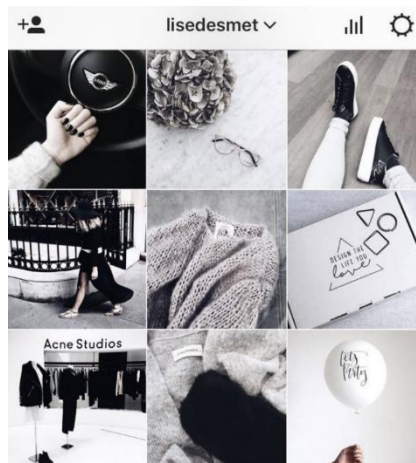 lisedesmet
DESIGN THE
LIFE YOU
love
Acne Studios
let's
Party